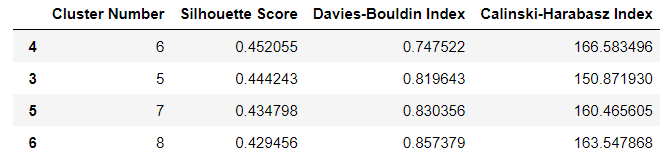 Cluster Number Silhouette Score Davies-Bouldin Index Calinski-Harabasz Index
4 6 0.452055 0.747522 166.583496
3 5 0.444243 0.819643 150.871930
5 7 0.434798 0.830356 160.465605
6 8 0.429456 0.857379 163.547868